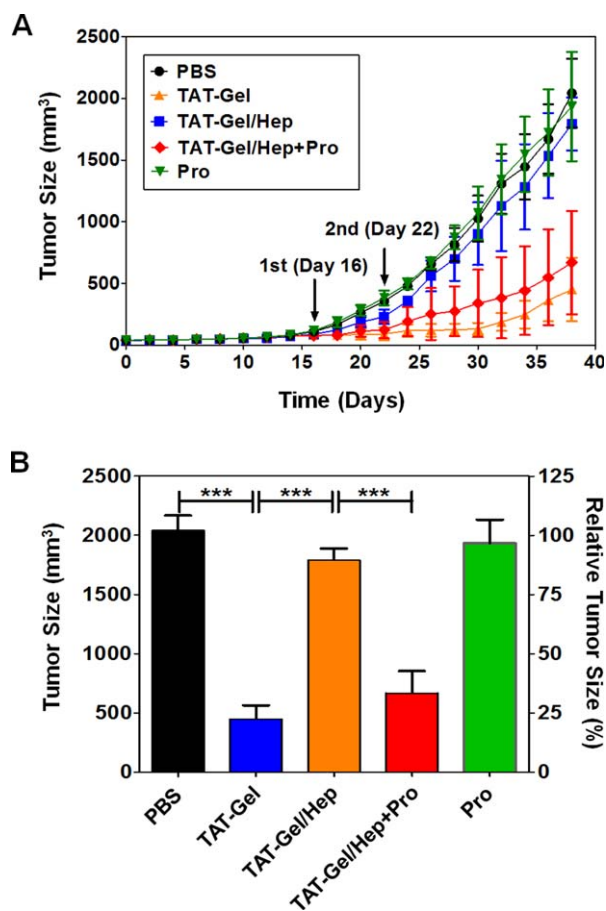 A
Tumor Size (mm³)
2500
2000
1500
1000
500
0
PBS
TAT-Gel
TAT-Gel/Hep
TAT-Gel/Hep+Pro
Pro
1st (Day 16)
2nd (Day 22)
0 5 10 15 20 25 30 35 40
Time (Days)
B
Tumor Size (mm³)
2500
2000
1500
1000
500
0
*** *** ***
125
100
75
50
25
0
Relative Tumor
Size (%)
PBS
TAT-Gel
TAT-Gel/Hep
TAT-Gel/Hep+Pro
Pro